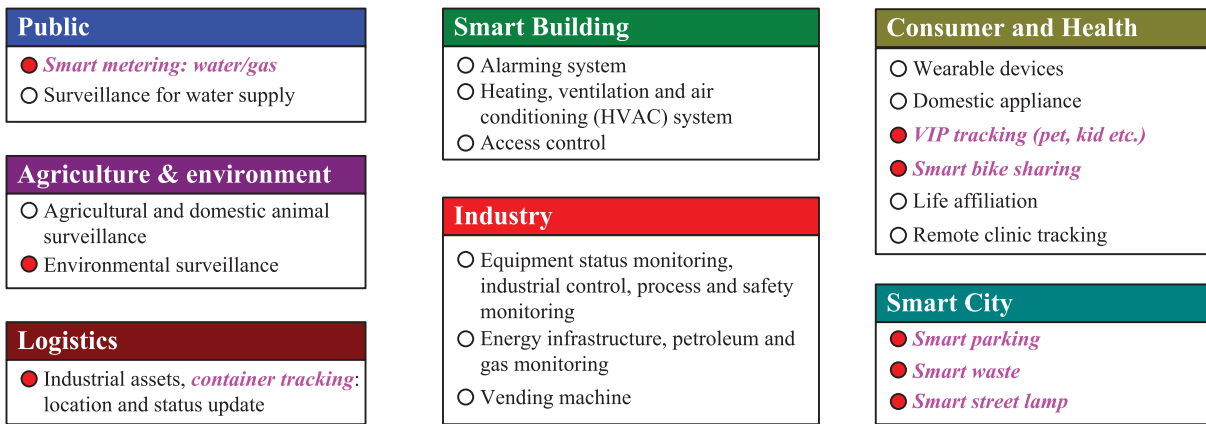 Public
Smart metering: water/gas
Surveillance for water supply
Agriculture & environment
Agricultural and domestic animal
surveillance
Environmental surveillance
Logistics
Industrial assets, container tracking:
location and status update
Smart Building
Alarming system
Heating, ventilation and air
conditioning (HVAC) system
Access control
Industry
Equipment status monitoring,
industrial control, process and safety
monitoring
Energy infrastructure, petroleum and
gas monitoring
Vending machine
Consumer and Health
Wearable devices
Domestic appliance
VIP tracking (pet, kid etc.)
Smart bike sharing
Life affiliation
Remote clinic tracking
Smart City
Smart parking
Smart waste
Smart street lamp